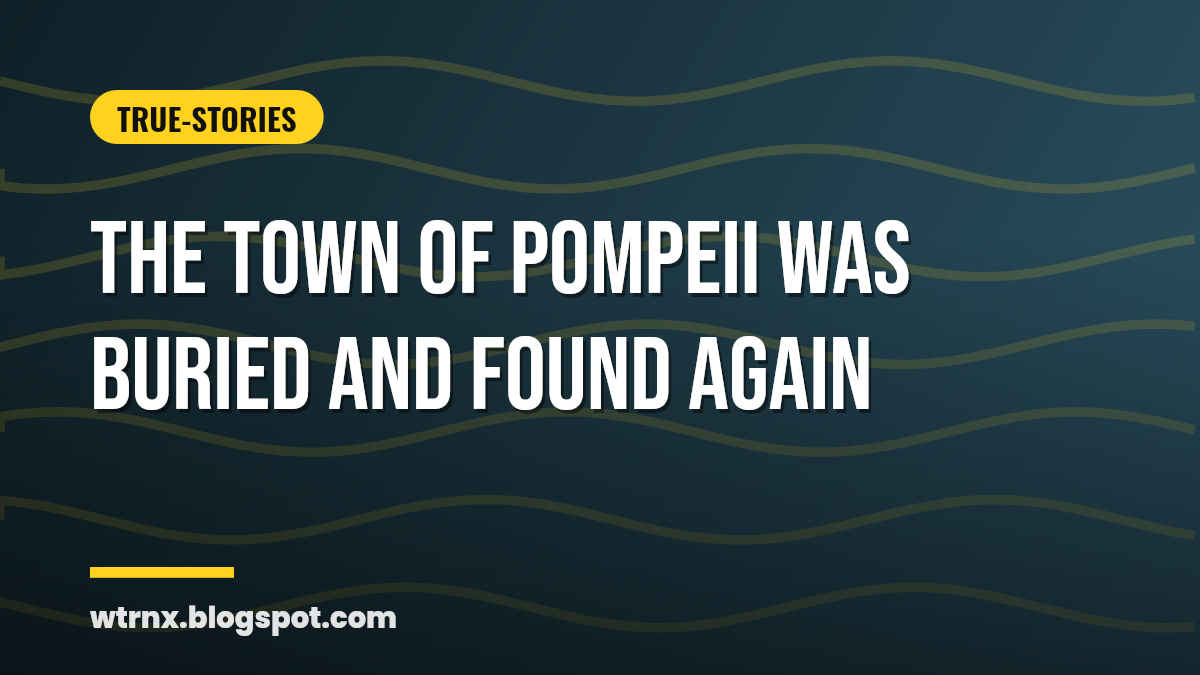 TRUE-STORIES
THE TOWN OF POMPEII WAS
BURIED AND FOUND AGAIN
wtrnx.blogspot.com